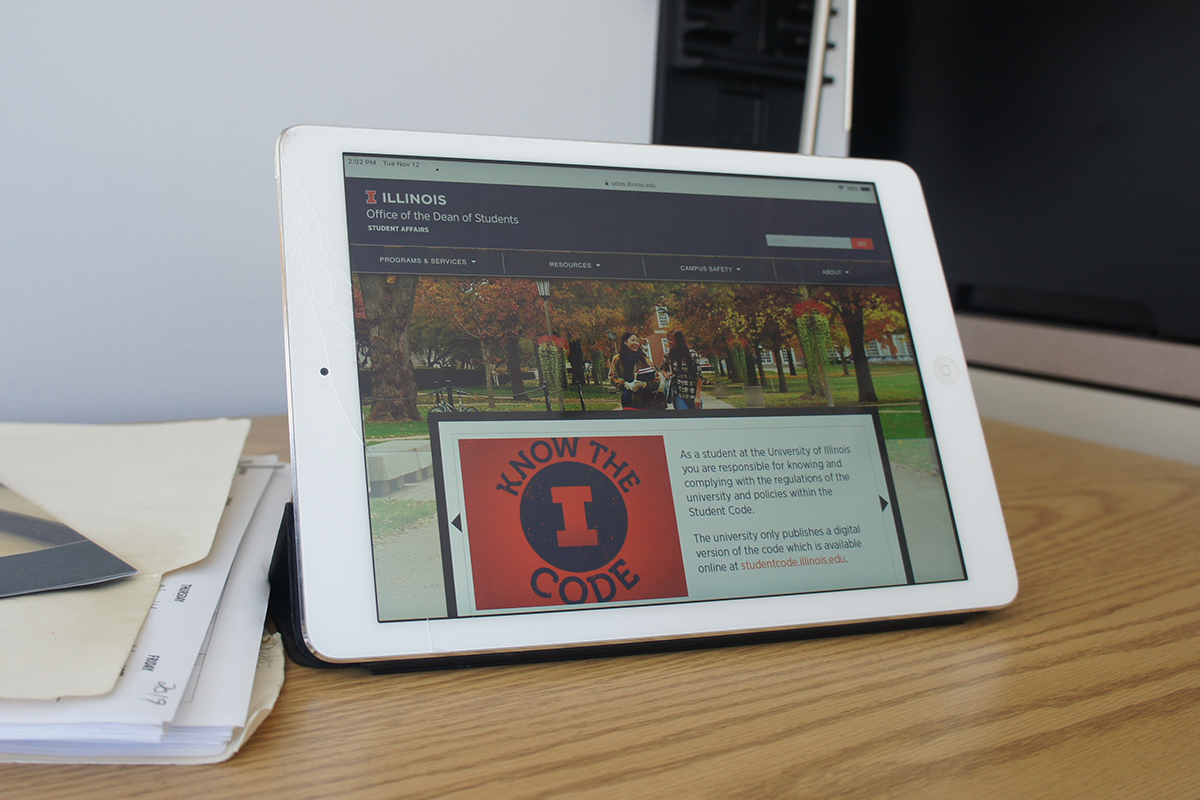 2:02 PM Tue Nov 12
odos.illinois.edu
I ILLINOIS
Office of the Dean of Students
STUDENT AFFAIRS
GO
PROGRAMS & SERVICES
RESOURCES
CAMPUS SAFETY
ABOUT
KNOW THE
I
CODE
As a student at the University of Illinois
you are responsible for knowing and
complying with the regulations of the
university and policies within the
Student Code.
The university only publishes a digital
version of the code which is available
online at studentcode.illinois.edu.
THURSDAY
FRIDAY